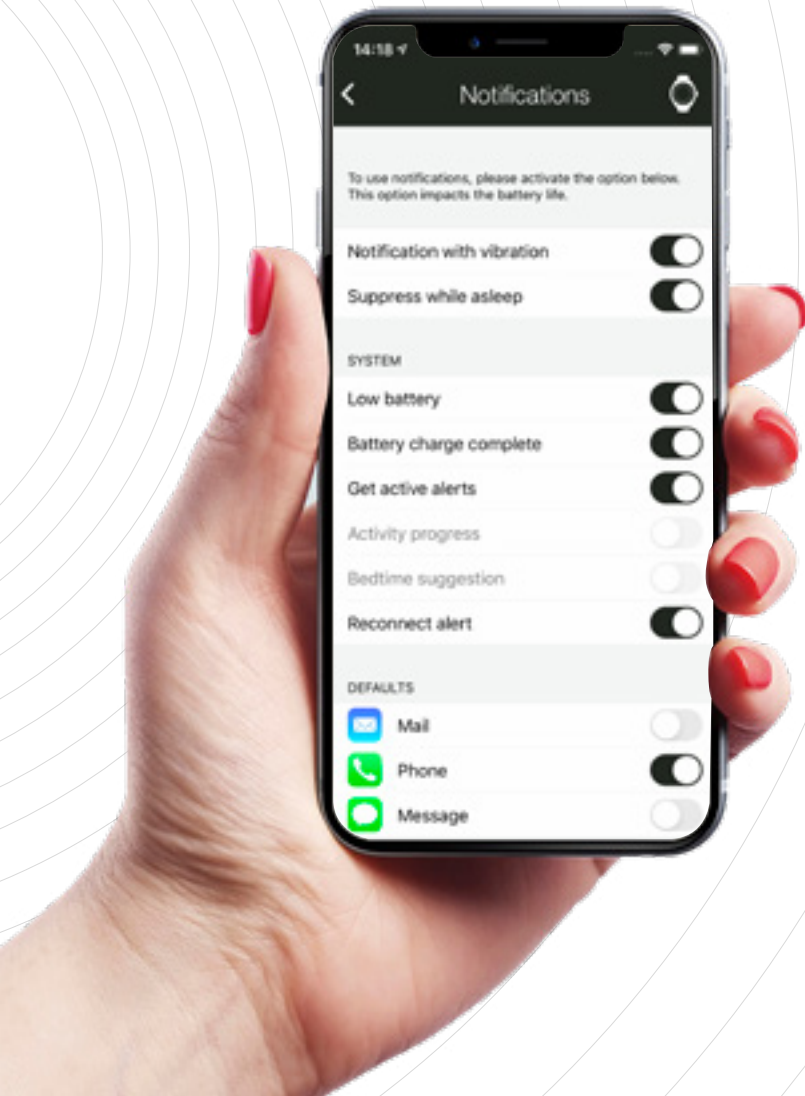 14:18
Notifications
To use notifications, please activate the option below.
This option impacts the battery life.
Notification with vibration
Suppress while asleep
SYSTEM
Low battery
Battery charge complete
Get active alerts
Activity progress
Bedtime suggestion
Reconnect alert
DEFAULTS
Mail
Phone
Message